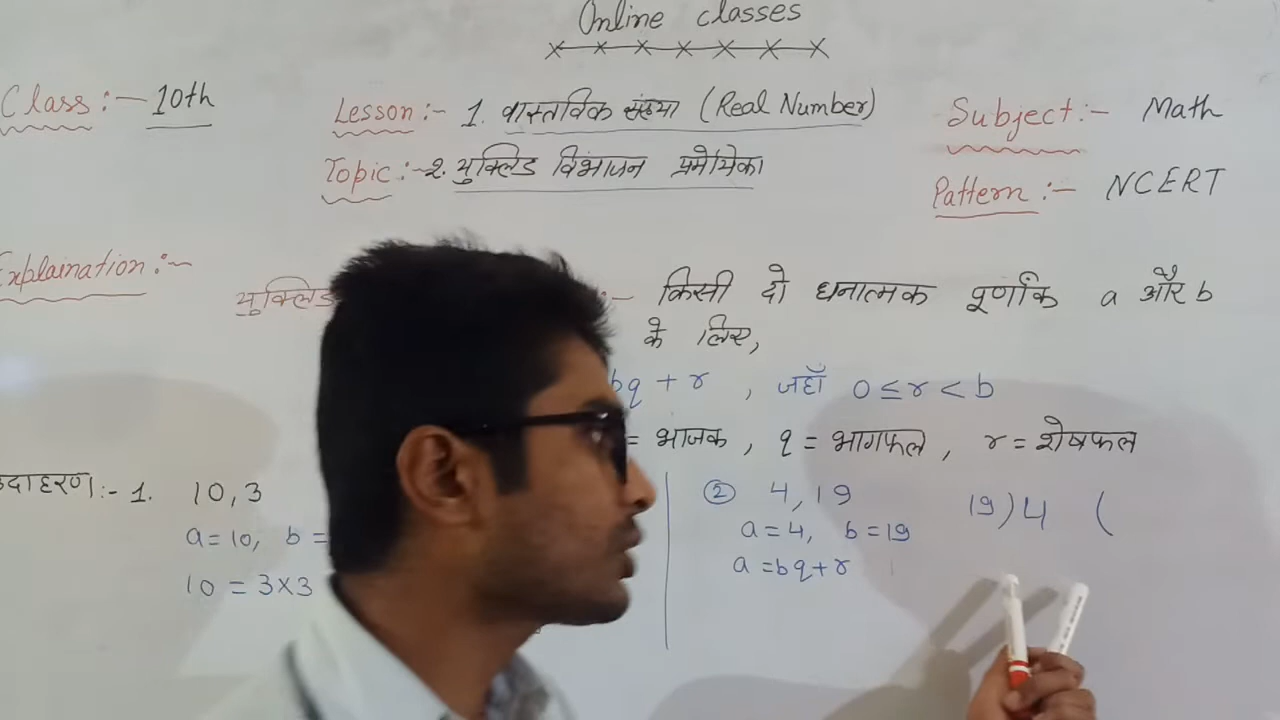 Online classes
Class :- 10th
Lesson :- 1. वास्तविक संख्या (Real Number)
Subject :- Math
Topic :- 2. युक्लिड विभाजन प्रमेयिका
Pattern :- NCERT
Explaination :-
युक्लिड :- किसी दो धनात्मक पूर्णांक a और b
के लिए,
bq + r , जहाँ 0 ≤ r < b
= भाजक , q = भागफल , r = शेषफल
उदाहरण :- 1. 10, 3
a = 10, b =
10 = 3×3
② 4, 19
a = 4, b = 19
a = bq + r
19 ) 4 (